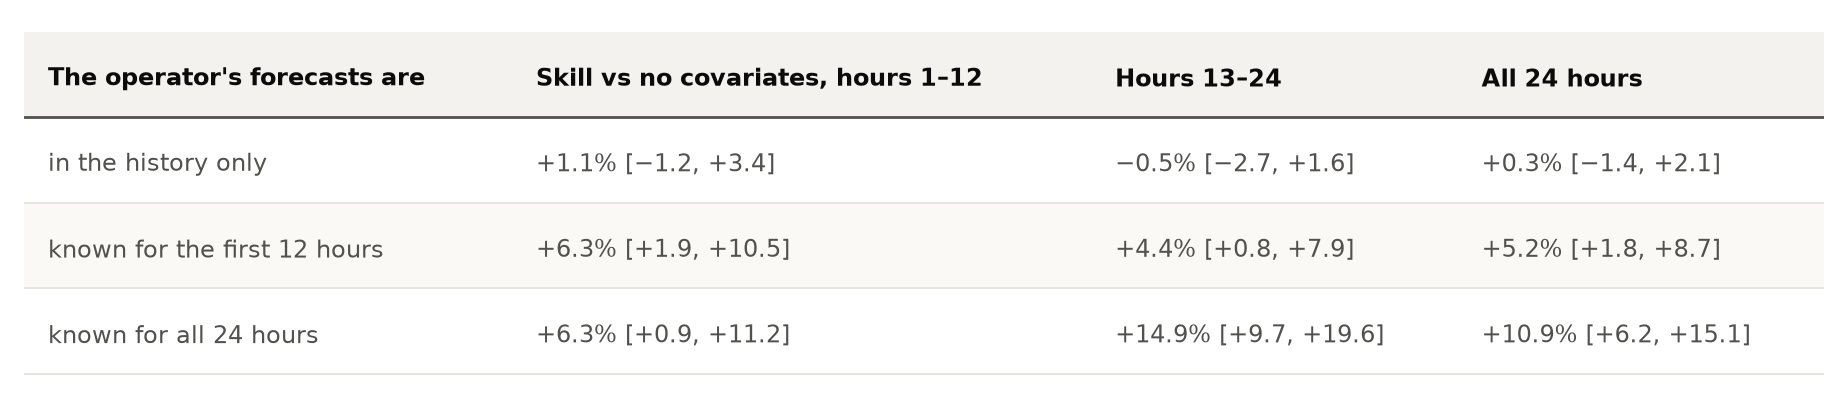 The operator's forecasts are Skill vs no covariates, hours 1–12 Hours 13–24 All 24 hours
in the history only +1.1% [−1.2, +3.4] −0.5% [−2.7, +1.6] +0.3% [−1.4, +2.1]
known for the first 12 hours +6.3% [+1.9, +10.5] +4.4% [+0.8, +7.9] +5.2% [+1.8, +8.7]
known for all 24 hours +6.3% [+0.9, +11.2] +14.9% [+9.7, +19.6] +10.9% [+6.2, +15.1]